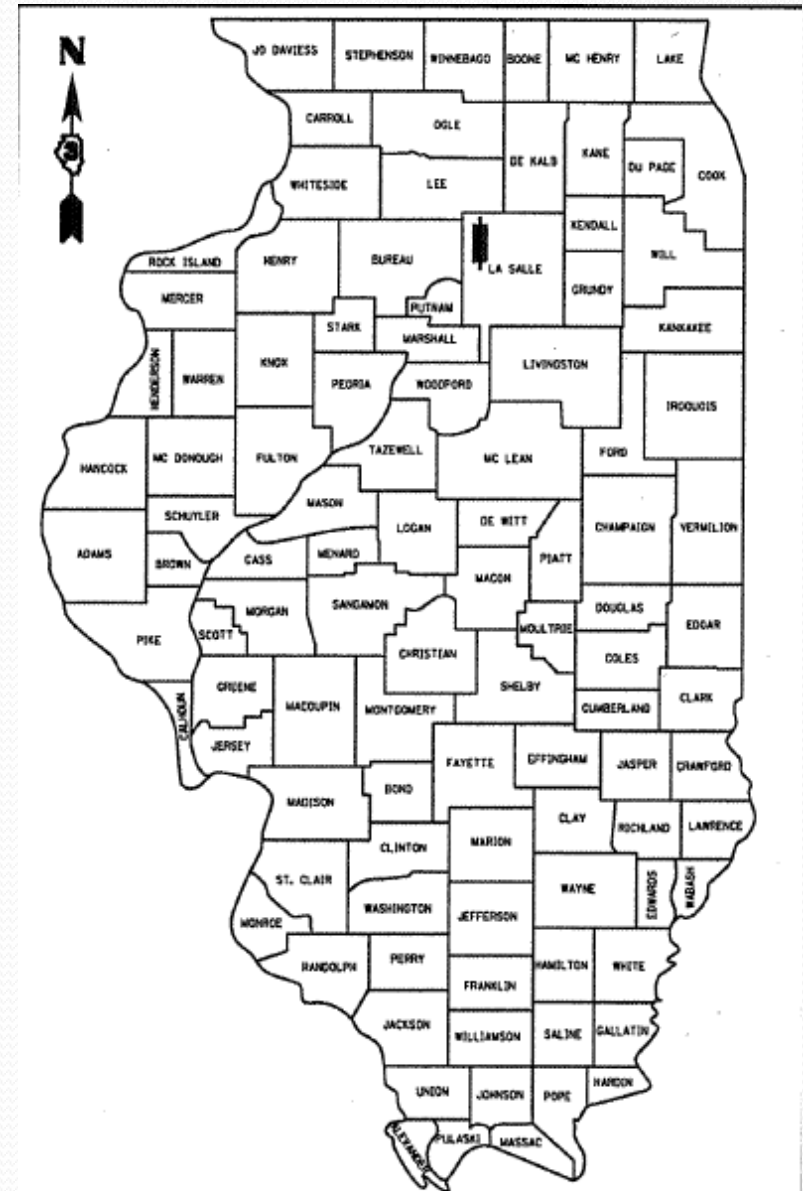 N
3
JO DAVIESS
STEPHENSON
WINNEBAGO
BOONE
MC HENRY
LAKE
CARROLL
OGLE
DE KALB
KANE
DU PAGE
COOK
WHITESIDE
LEE
KENDALL
WILL
ROCK ISLAND
HENRY
BUREAU
LA SALLE
GRUNDY
MERCER
PUTNAM
STARK
MARSHALL
KANKAKEE
HENDERSON
WARREN
KNOX
PEORIA
WOODFORD
LIVINGSTON
IROQUOIS
HANCOCK
MC DONOUGH
FULTON
TAZEWELL
MC LEAN
FORD
MASON
SCHUYLER
LOGAN
DE WITT
CHAMPAIGN
VERMILION
ADAMS
BROWN
CASS
MENARD
PIATT
MACON
SANGAMON
MORGAN
DOUGLAS
EDGAR
PIKE
SCOTT
MOULTRIE
CHRISTIAN
COLES
GREENE
SHELBY
CLARK
CALHOUN
MACOUPIN
MONTGOMERY
CUMBERLAND
JERSEY
FAYETTE
EFFINGHAM
JASPER
CRAWFORD
BOND
MADISON
CLAY
RICHLAND
LAWRENCE
CLINTON
MARION
ST. CLAIR
WAYNE
EDWARDS
WABASH
WASHINGTON
JEFFERSON
MONROE
PERRY
RANDOLPH
HAMILTON
WHITE
FRANKLIN
JACKSON
WILLIAMSON
SALINE
GALLATIN
UNION
JOHNSON
POPE
HARDIN
ALEXANDER
PULASKI
MASSAC